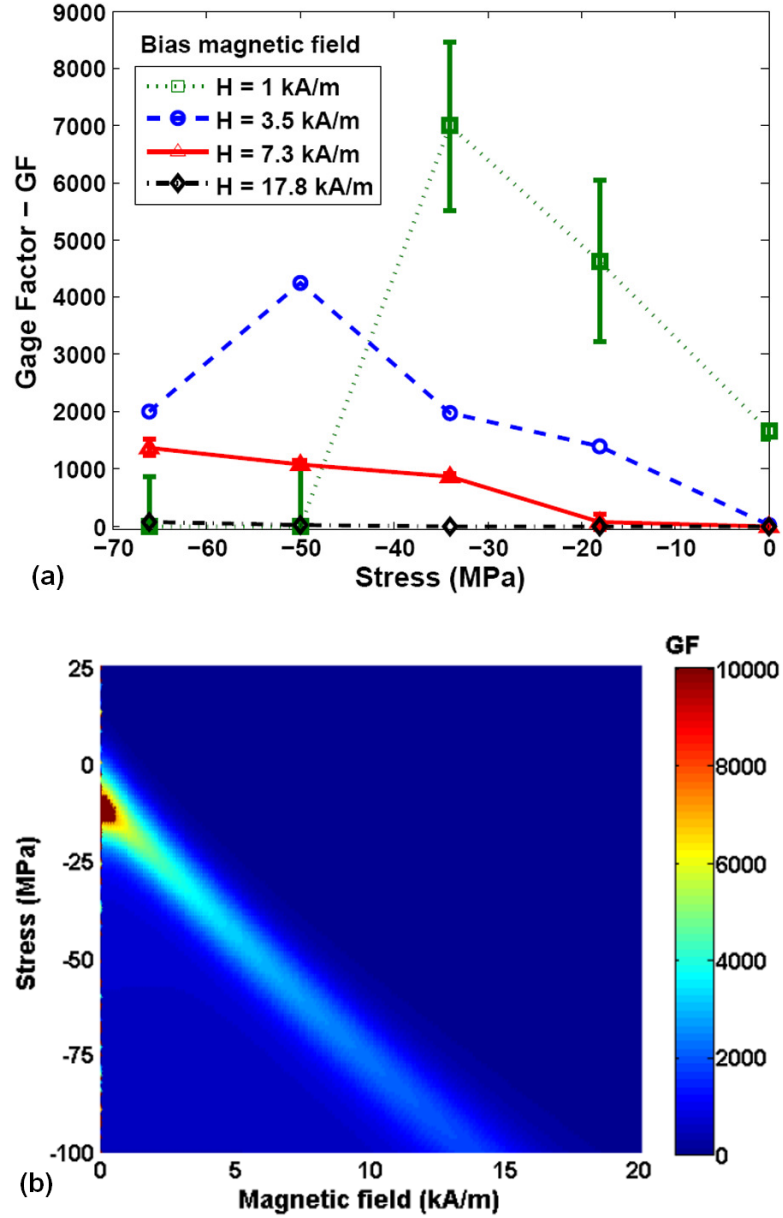 9000
8000
7000
6000
5000
4000
3000
2000
1000
0
Gage Factor − GF
Bias magnetic field
H = 1 kA/m
H = 3.5 kA/m
H = 7.3 kA/m
H = 17.8 kA/m
−70 −60 −50 −40 −30 −20 −10 0
Stress (MPa)
(a)
GF
25
0
-25
-50
-75
-100
Stress (MPa)
10000
8000
6000
4000
2000
0
0 5 10 15 20
Magnetic field (kA/m)
(b)